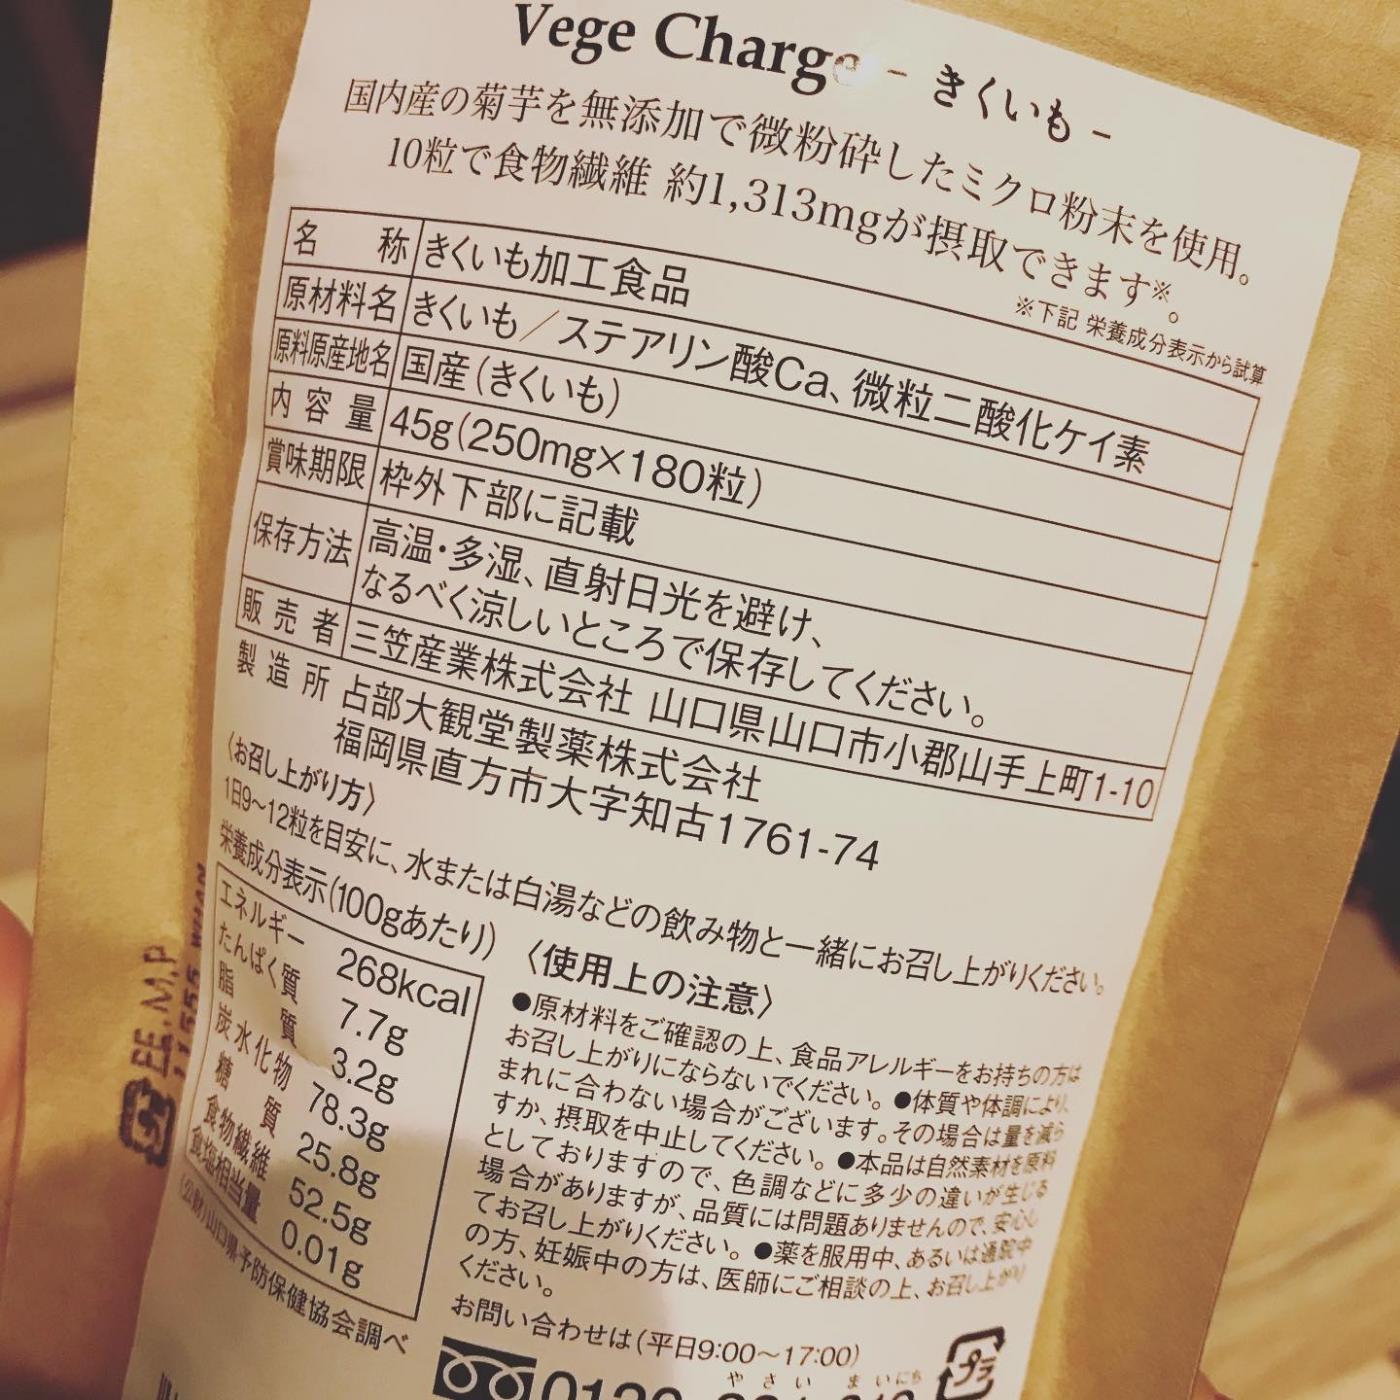 Vege Charge - きくいも -
国内産の菊芋を無添加で微粉砕したミクロ粉末を使用。
10粒で食物繊維 約1,313mgが摂取できます※。
※下記 栄養成分表示から試算
名称 きくいも加工食品
原材料名 きくいも／ステアリン酸Ca、微粒二酸化ケイ素
原料原産地名 国産(きくいも)
内容量 45g(250mg×180粒)
賞味期限 枠外下部に記載
保存方法 高温・多湿、直射日光を避け、
なるべく涼しいところで保存してください。
販売者 三笠産業株式会社 山口県山口市小郡山手上町1-10
製造所 占部大観堂製薬株式会社
福岡県直方市大字知古1761-74
〈お召し上がり方〉
1日9～12粒を目安に、水または白湯などの飲み物と一緒にお召し上がりください。
栄養成分表示(100gあたり)
エネルギー 268kcal
たんぱく質 7.7g
脂質 3.2g
炭水化物 78.3g
糖質 25.8g
食物繊維 52.5g
食塩相当量 0.01g
(公財)山口県予防保健協会調べ
〈使用上の注意〉
●原材料をご確認の上、食品アレルギーをお持ちの方は
お召し上がりにならないでください。●体質や体調により、
まれに合わない場合がございます。その場合は量を減ら
すか、摂取を中止してください。●本品は自然素材を原料
としておりますので、色調などに多少の違いが生じる
場合がありますが、品質には問題ありませんので、安心し
てお召し上がりください。●薬を服用中、あるいは通院中
の方、妊娠中の方は、医師にご相談の上、お召し上がり
ください。
お問い合わせは(平日9:00～17:00)
やさい まいにち
0120
プラ
EE,M,P